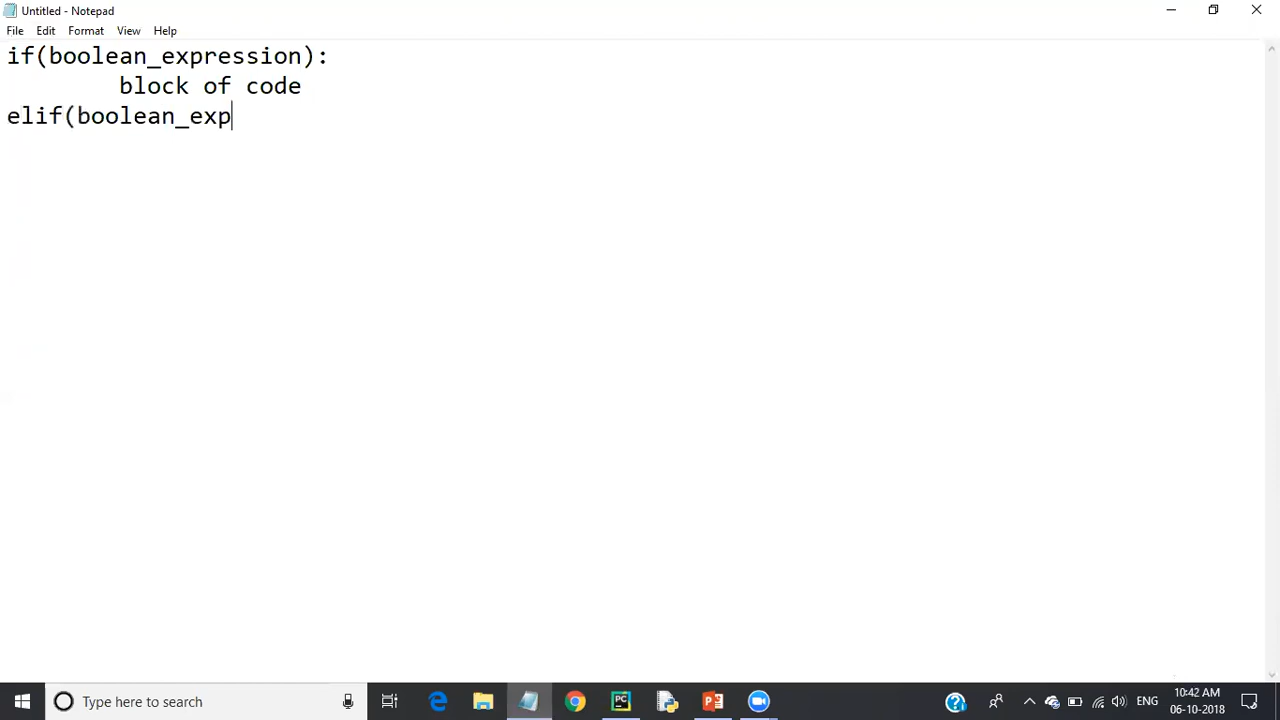 Untitled - Notepad
File Edit Format View Help
if(boolean_expression):
block of code
elif(boolean_exp
Type here to search
ENG
10:42 AM
06-10-2018